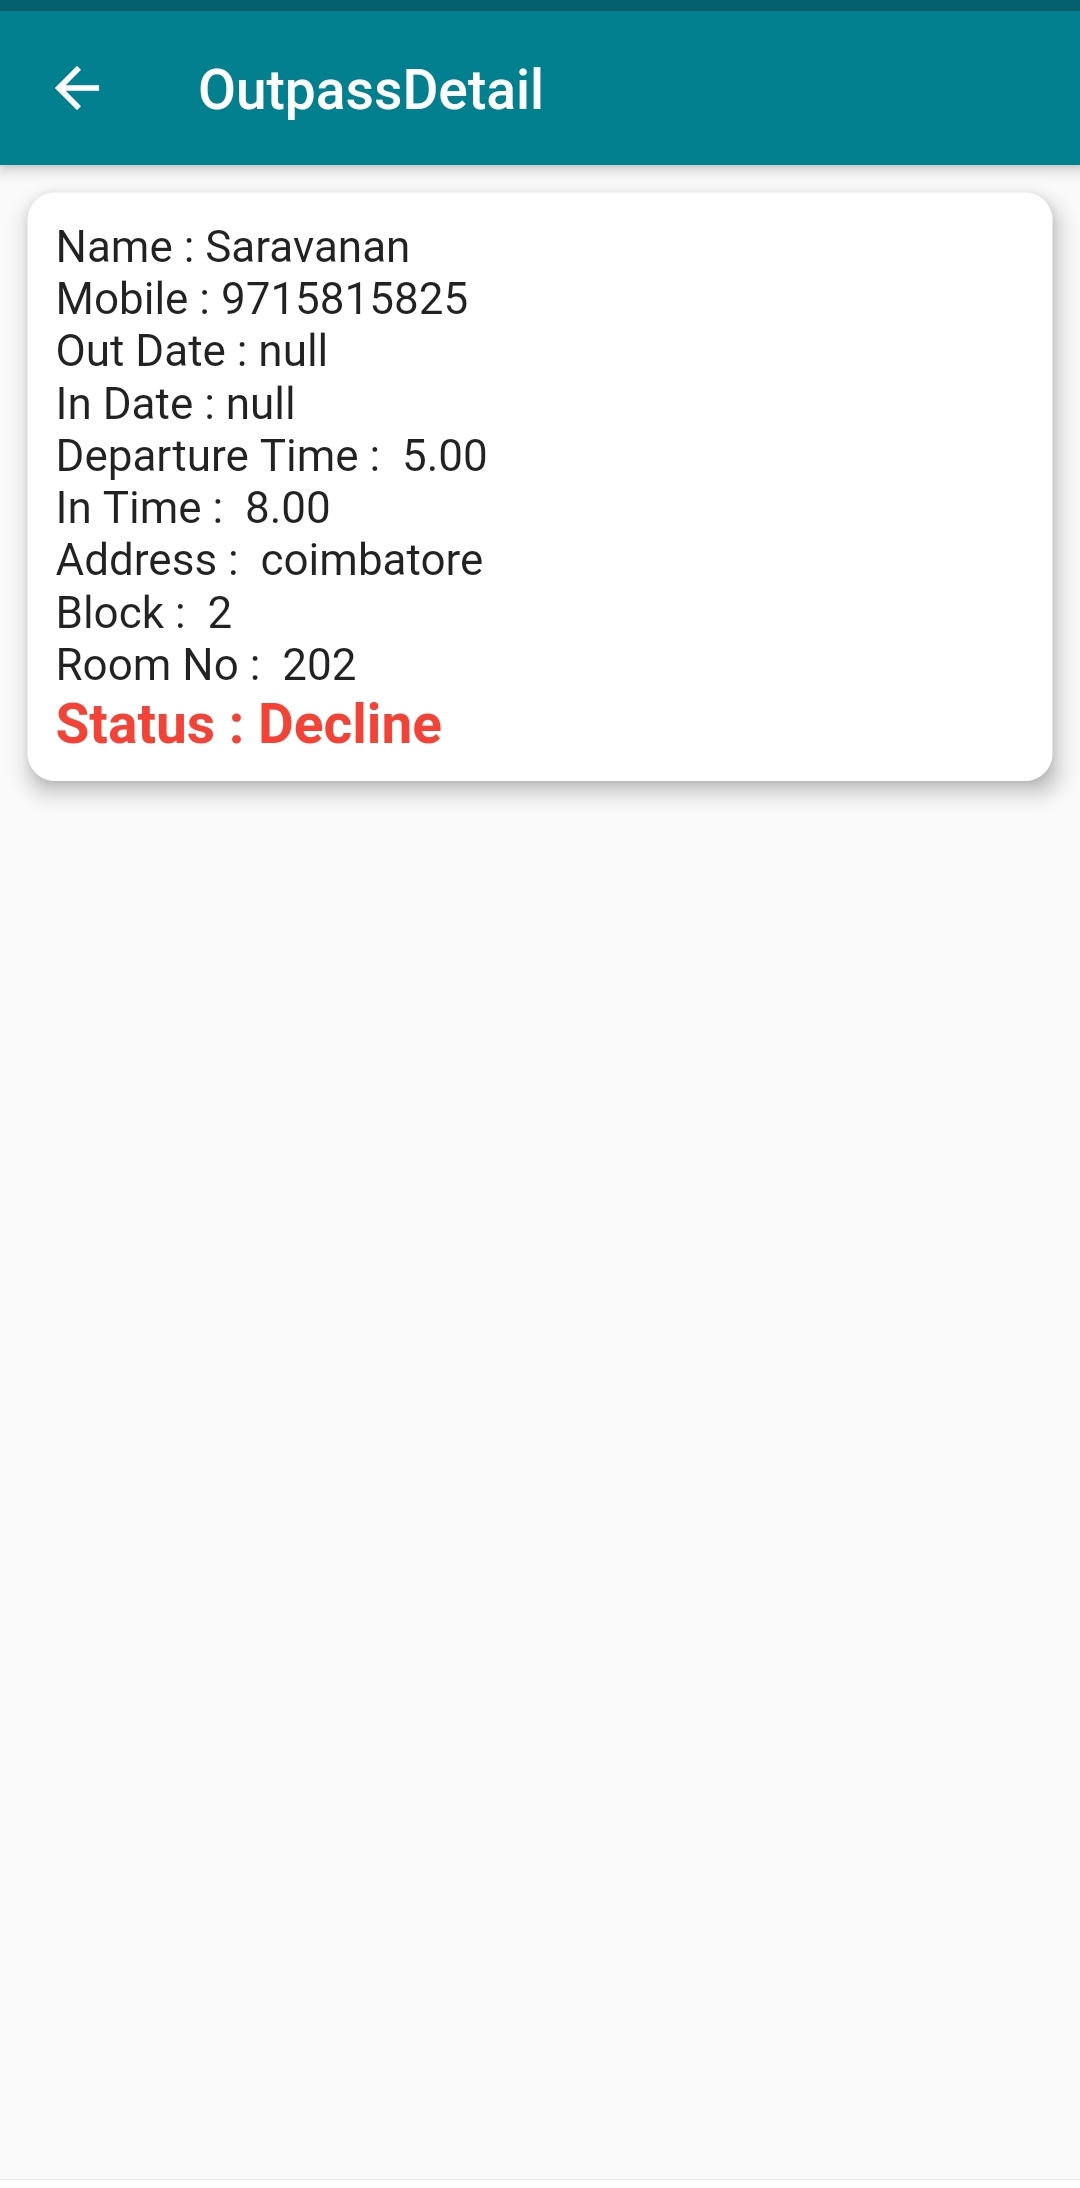 OutpassDetail
Name : Saravanan
Mobile : 9715815825
Out Date : null
In Date : null
Departure Time :  5.00
In Time :  8.00
Address :  coimbatore
Block :  2
Room No :  202
Status : Decline